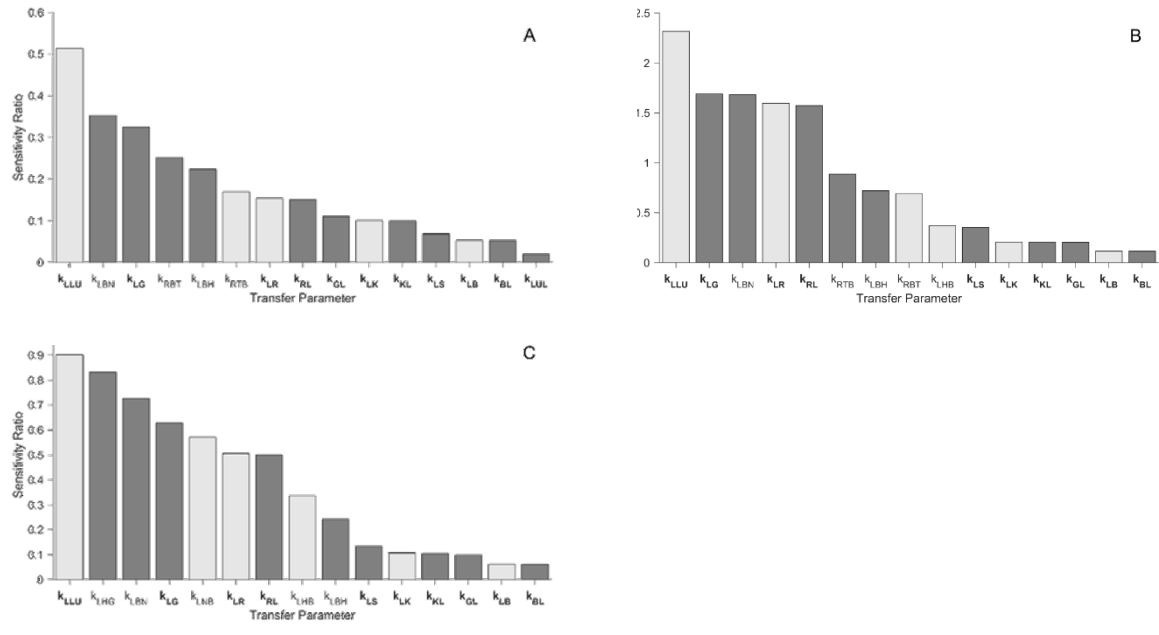 A
Sensitivity Ratio
0.6
0.5
0.4
0.3
0.2
0.1
0
kLLU kLBN kLG kRBT kLBH kRTB kLR kRL kGL kLK kKL kLS kLB kBL kLUL
Transfer Parameter
B
2.5
2
1.5
1
0.5
0
kLLU kLG kLBN kLR kRL kRTB kLBH kRBT kLHB kLS kLK kKL kGL kLB kBL
Transfer Parameter
C
Sensitivity Ratio
0.9
0.8
0.7
0.6
0.5
0.4
0.3
0.2
0.1
0
kLLU kLHG kLBN kLG kLNB kLR kRL kLHB kLBH kLS kLK kKL kGL kLB kBL
Transfer Parameter